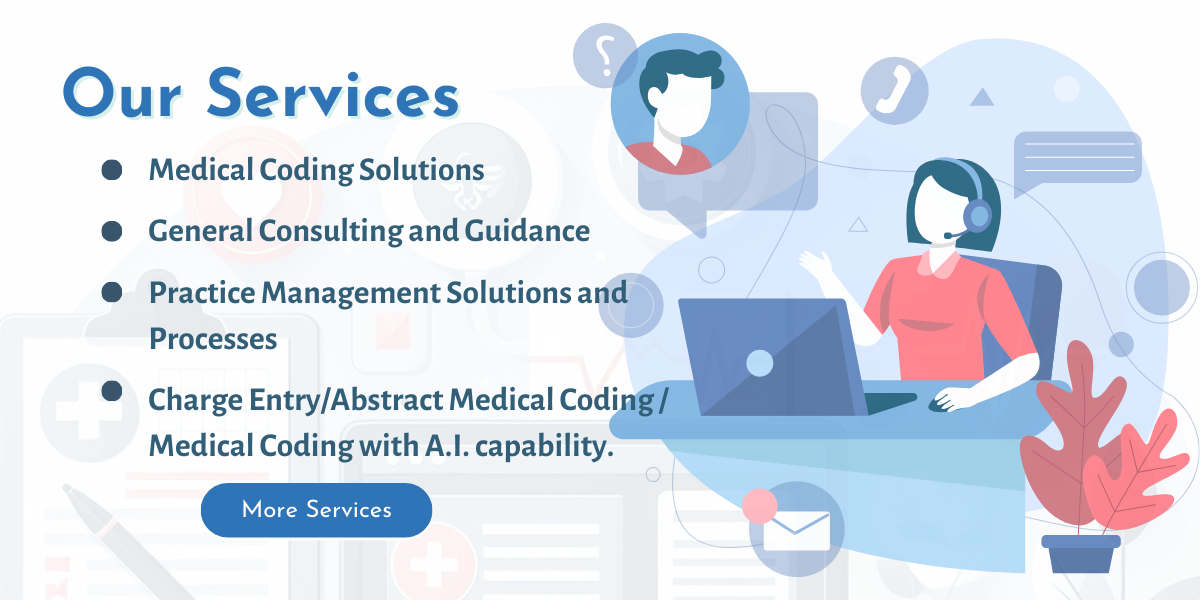 Our Services
Medical Coding Solutions
General Consulting and Guidance
Practice Management Solutions and
Processes
Charge Entry/Abstract Medical Coding /
Medical Coding with A.I. capability.
More Services